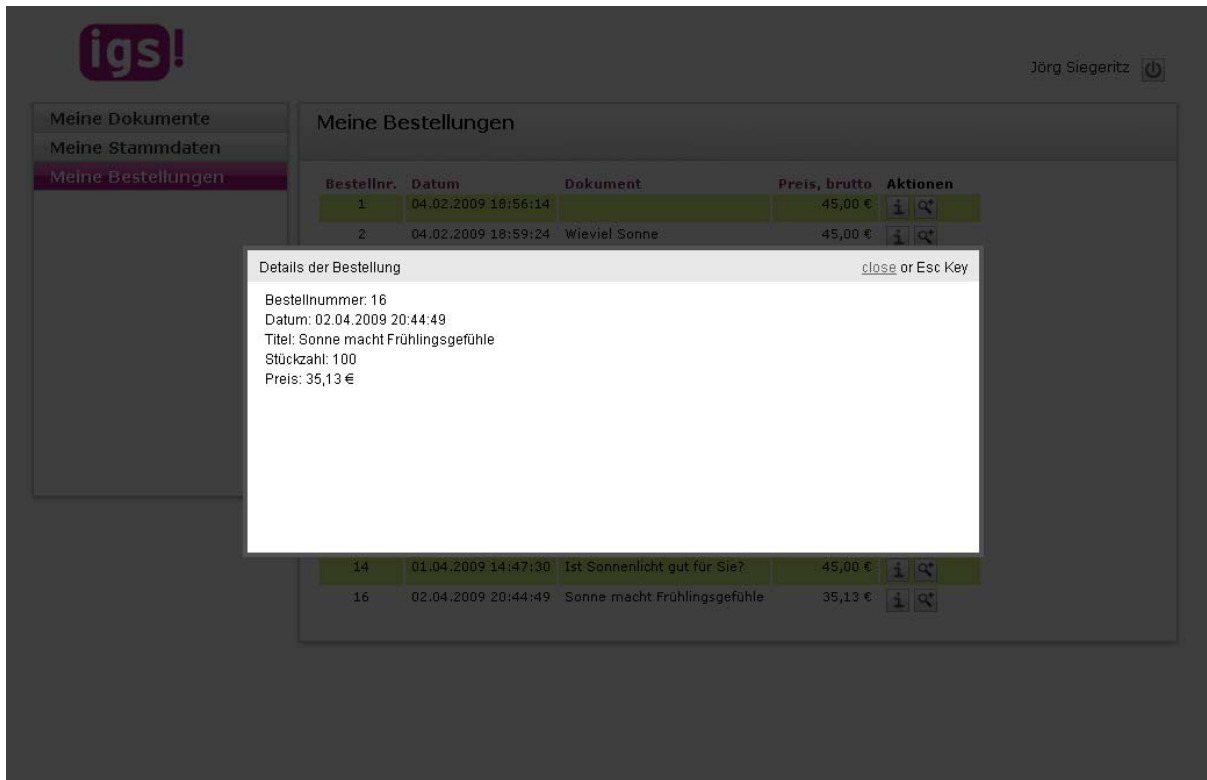 igs!
Jörg Siegeritz
Meine Dokumente
Meine Stammdaten
Meine Bestellungen
Meine Bestellungen
Bestellnr. Datum Dokument Preis, brutto Aktionen
1 04.02.2009 18:56:14 45,00 €
2 04.02.2009 18:59:24 Wieviel Sonne 45,00 €
Details der Bestellung close or Esc Key
Bestellnummer: 16
Datum: 02.04.2009 20:44:49
Titel: Sonne macht Frühlingsgefühle
Stückzahl: 100
Preis: 35,13 €
14 01.04.2009 14:47:30 Ist Sonnenlicht gut für Sie? 45,00 €
16 02.04.2009 20:44:49 Sonne macht Frühlingsgefühle 35,13 €